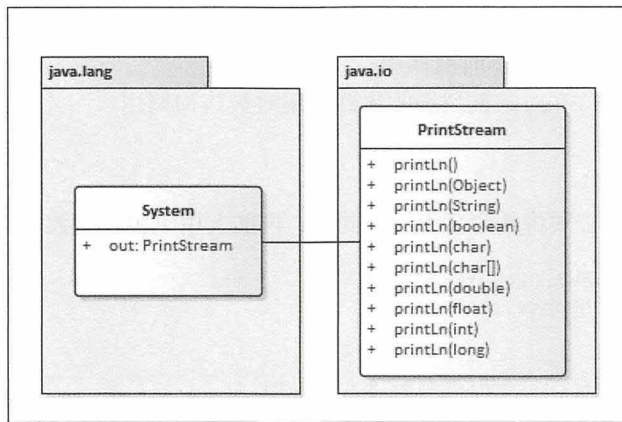 java.lang
System
+ out: PrintStream
java.io
PrintStream
+ printLn()
+ printLn(Object)
+ printLn(String)
+ printLn(boolean)
+ printLn(char)
+ printLn(char[])
+ printLn(double)
+ printLn(float)
+ printLn(int)
+ printLn(long)